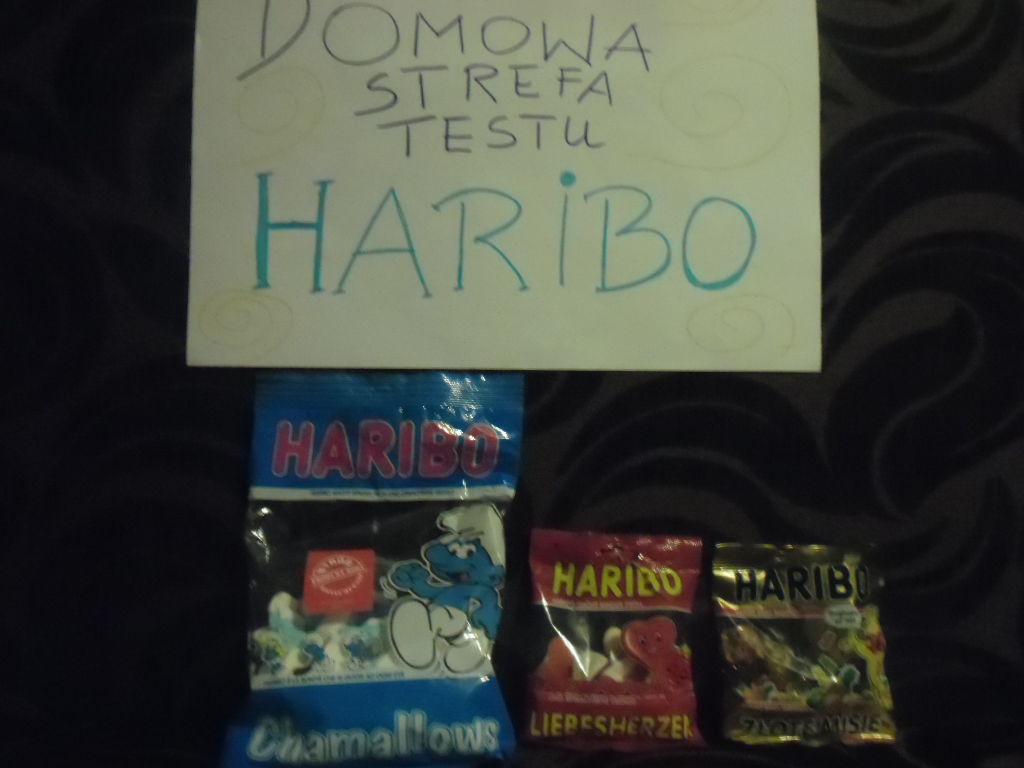 DOMOWA
STREFA
TESTU
HARiBO
HARIBO
Chamallows
HARIBO
LIEBESHERZEN
HARIBO
ZŁOTE MISIE